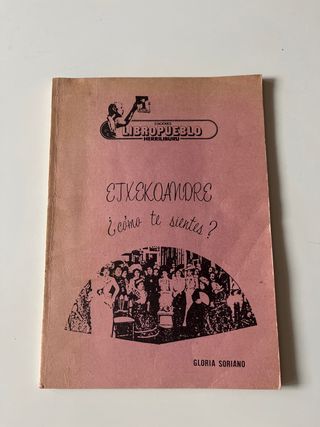 EDICIONES
LIBROPUEBLO
HERRILIBURU
ETXEKOANDRE
¿cómo te sientes?
GLORIA SORIANO